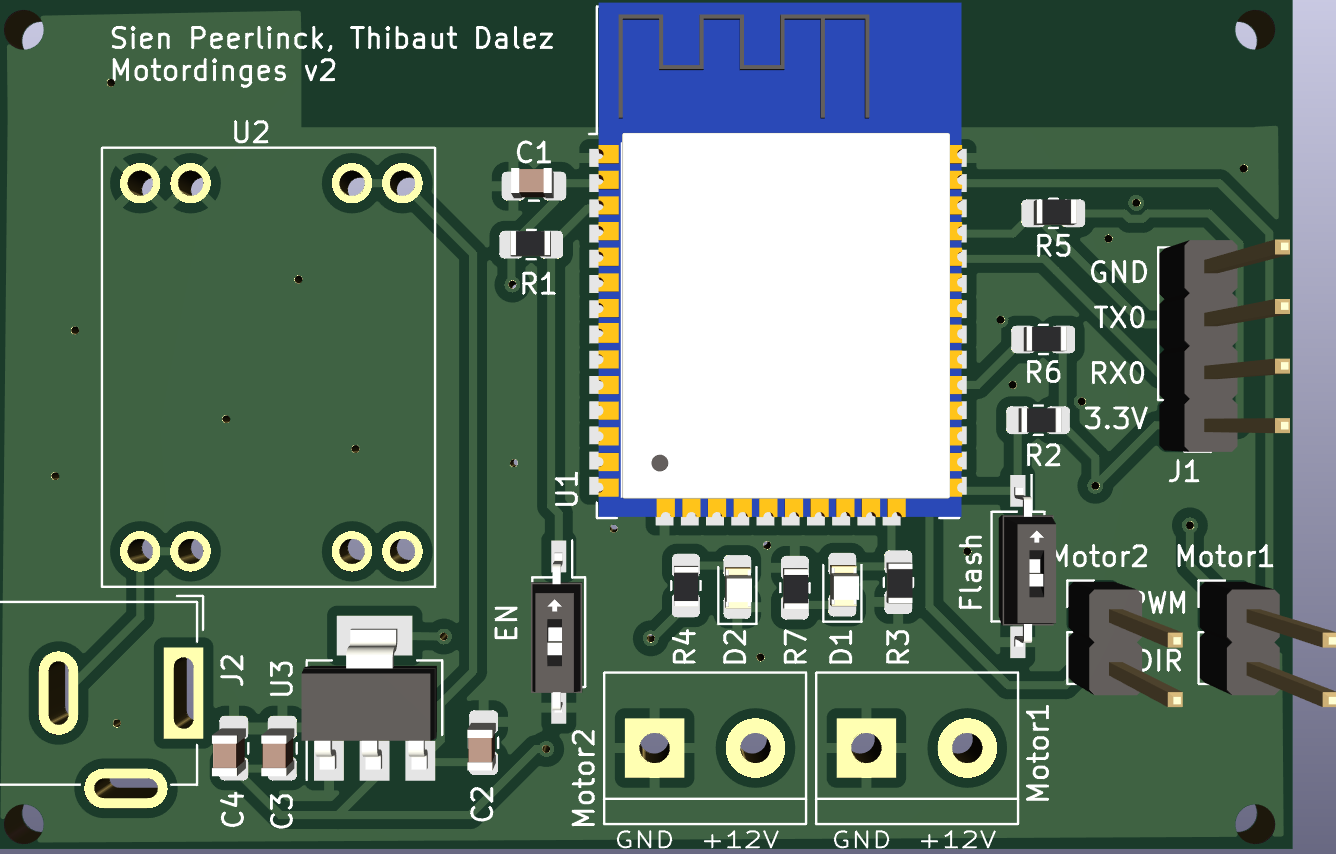 Sien Peerlinck, Thibaut Dalez
Motordinges v2
U2
C1
R1
R5
GND
TX0
R6
RX0
3.3V
R2
J1
U1
Flash
Motor2
Motor1
PWM
DIR
EN
R4
D2
R7
D1
R3
J2
U3
Motor2
Motor1
C4
C3
C2
GND
+12V
GND
+12V